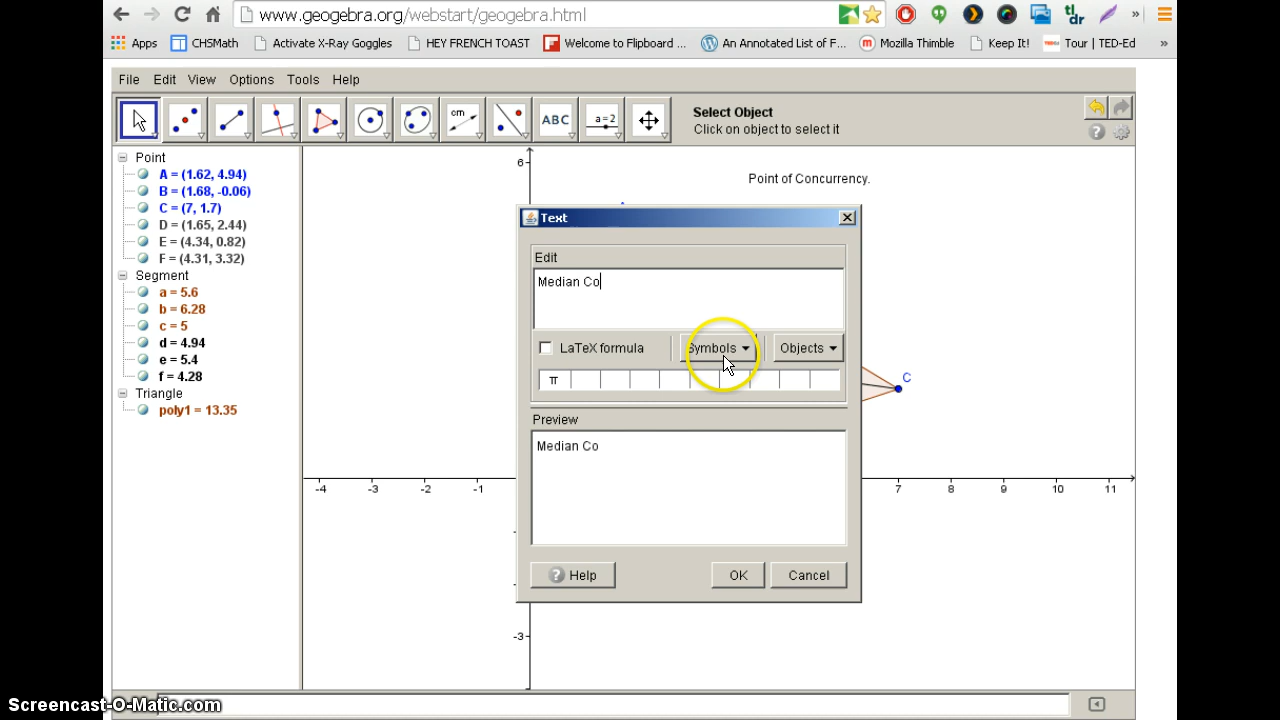 www.geogebra.org/webstart/geogebra.html
Apps CHSMath Activate X-Ray Goggles HEY FRENCH TOAST Welcome to Flipboard ... An Annotated List of F... Mozilla Thimble Keep It! Tour | TED-Ed »
tl;dr
File Edit View Options Tools Help
cm ABC a=2
Select Object
Click on object to select it
Point
A = (1.62, 4.94)
B = (1.68, -0.06)
C = (7, 1.7)
D = (1.65, 2.44)
E = (4.34, 0.82)
F = (4.31, 3.32)
Segment
a = 5.6
b = 6.28
c = 5
d = 4.94
e = 5.4
f = 4.28
Triangle
poly1 = 13.35
6
Point of Concurrency.
Text
Edit
Median Co
LaTeX formula Symbols Objects
π
Preview
Median Co
? Help OK Cancel
C
-4 -3 -2 -1 7 8 9 10 11
-3
Screencast-O-Matic.com